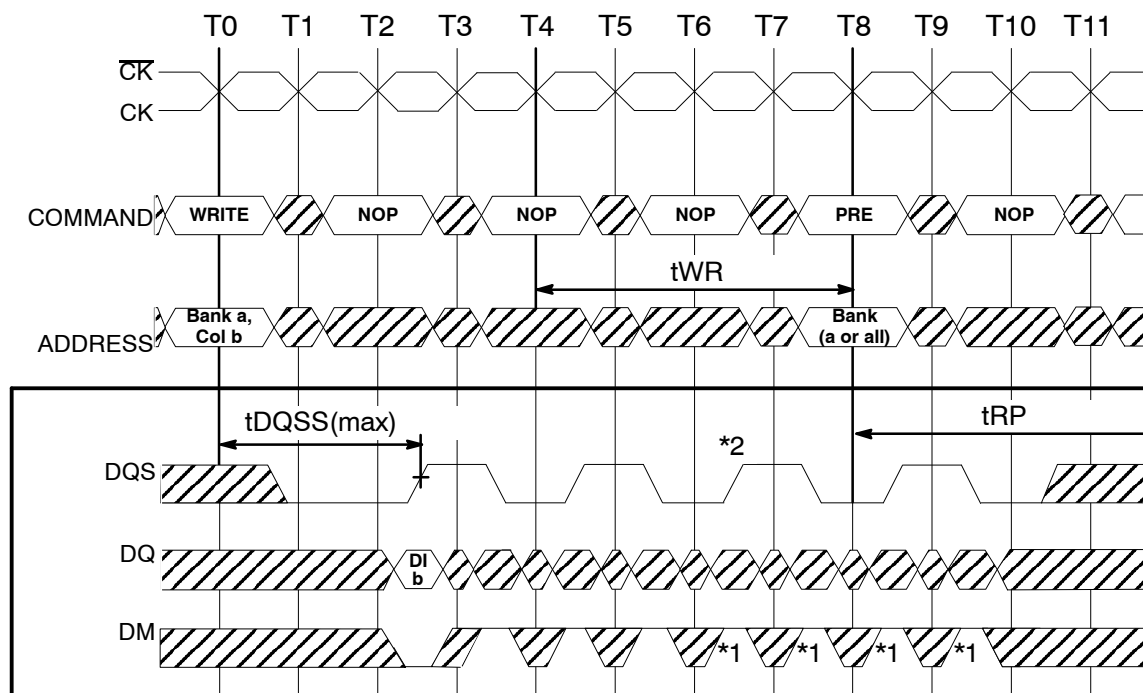 T0 T1 T2 T3 T4 T5 T6 T7 T8 T9 T10 T11
CK
CK
COMMAND WRITE NOP NOP NOP PRE NOP
tWR
ADDRESS Bank a, Col b Bank (a or all)
tDQSS(max) tRP
*2
DQS
DQ DI b
DM *1 *1 *1 *1